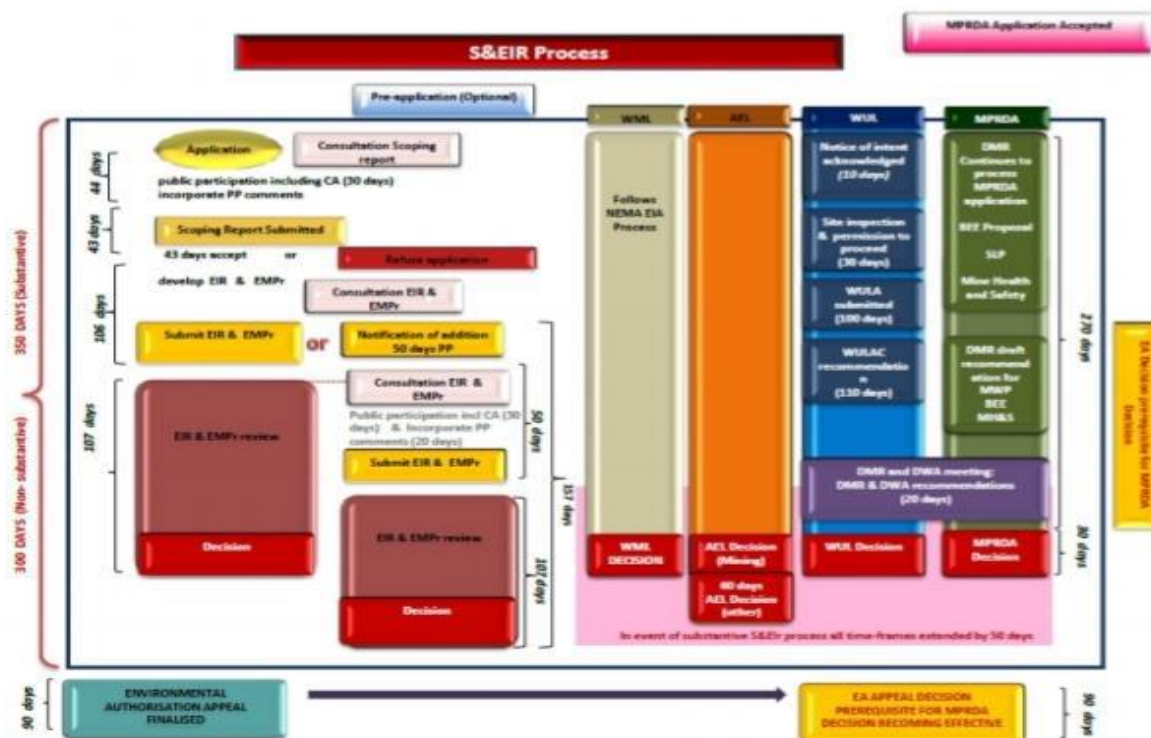 MPRDA Application Accepted
S&EIR Process
Pre-application (Optional)
WML
AEL
WUL
MPRDA
350 DAYS (Substantive)
300 DAYS (Non- substantive)
44 days
Application
Consultation Scoping
report
public participation including CA (30 days)
incorporate PP comments
43 days
Scoping Report Submitted
43 days accept or
Refuse application
develop EIR & EMPr
106 days
Consultation EIR &
EMPr
Submit EIR & EMPr
or
Notification of addition
50 days PP
107 days
EIR & EMPr review
Decision
Consultation EIR &
EMPr
Public participation incl CA (30
days) & Incorporate PP
comments (20 days)
Submit EIR & EMPr
50 days
157 days
EIR & EMPr review
Decision
107 days
Follows
NEMA EIA
Process
WML
DECISION
AEL Decision
(Mining)
60 days
AEL Decision
(other)
Notice of intent
acknowledged
(10 days)
Site inspection
& permission to
proceed
(30 days)
WULA
submitted
(100 days)
WULAC
recommendatio
n
(110 days)
DMR
Continues to
process
MPRDA
application
BEE Proposal
SLP
Mine Health
and Safety
DMR draft
recommend
ation for
MWP
BEE
MH&S
270 days
DMR and DWA meeting:
DMR & DWA recommendations
(20 days)
WUL Decision
MPRDA
Decision
30 days
EA Decision prerequisite for MPRDA
Decision
In event of substantive S&EIr process all time-frames extended by 50 days
90 days
ENVIRONMENTAL
AUTHORISATION APPEAL
FINALISED
EA APPEAL DECISION
PREREQUISITE FOR MPRDA
DECISION BECOMING EFFECTIVE
90 days